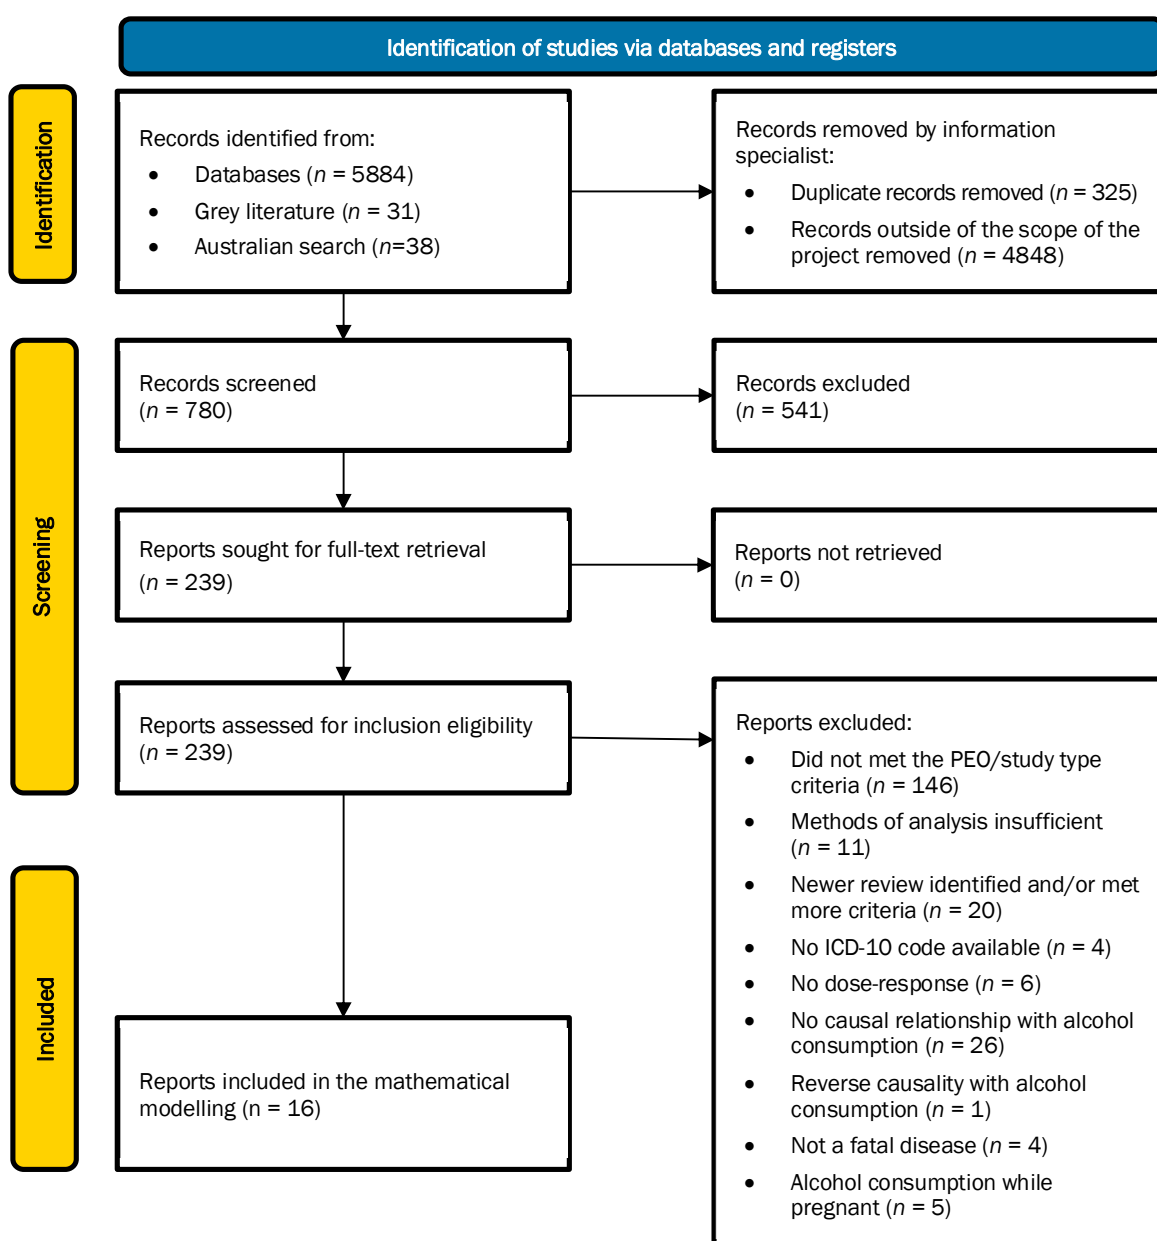 Identification of studies via databases and registers
Identification
Records identified from:
• Databases (n = 5884)
• Grey literature (n = 31)
• Australian search (n=38)
Records removed by information
specialist:
• Duplicate records removed (n = 325)
• Records outside of the scope of the
project removed (n = 4848)
Screening
Records screened
(n = 780)
Records excluded
(n = 541)
Reports sought for full-text retrieval
(n = 239)
Reports not retrieved
(n = 0)
Reports assessed for inclusion eligibility
(n = 239)
Reports excluded:
• Did not met the PEO/study type
criteria (n = 146)
• Methods of analysis insufficient
(n = 11)
• Newer review identified and/or met
more criteria (n = 20)
• No ICD-10 code available (n = 4)
• No dose-response (n = 6)
• No causal relationship with alcohol
consumption (n = 26)
• Reverse causality with alcohol
consumption (n = 1)
• Not a fatal disease (n = 4)
• Alcohol consumption while
pregnant (n = 5)
Included
Reports included in the mathematical
modelling (n = 16)